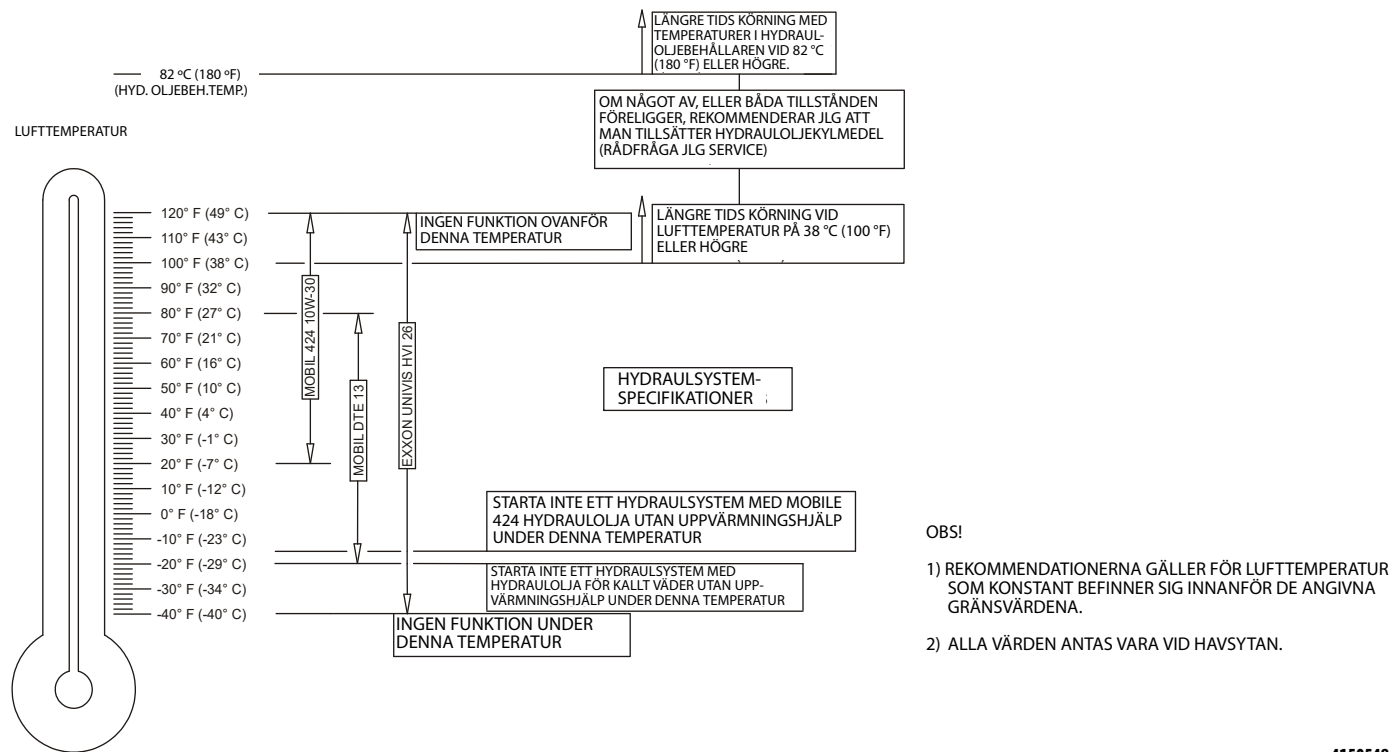 LÄNGRE TIDS KÖRNING MED
TEMPERATURER I HYDRAUL-
OLJEBEHÅLLAREN VID 82 °C
(180 °F) ELLER HÖGRE.
82 ºC (180 ºF)
(HYD. OLJEBEH.TEMP.)
OM NÅGOT AV, ELLER BÅDA TILLSTÅNDEN
FÖRELIGGER, REKOMMENDERAR JLG ATT
MAN TILLSÄTTER HYDRAULOLJEKYLMEDEL
(RÅDFRÅGA JLG SERVICE)
LUFTTEMPERATUR
120° F (49° C)
110° F (43° C)
100° F (38° C)
90° F (32° C)
80° F (27° C)
70° F (21° C)
60° F (16° C)
50° F (10° C)
40° F (4° C)
30° F (-1° C)
20° F (-7° C)
10° F (-12° C)
0° F (-18° C)
-10° F (-23° C)
-20° F (-29° C)
-30° F (-34° C)
-40° F (-40° C)
MOBIL 424 10W-30
MOBIL DTE 13
EXXON UNIVIS HVI 26
INGEN FUNKTION OVANFÖR
DENNA TEMPERATUR
LÄNGRE TIDS KÖRNING VID
LUFTTEMPERATUR PÅ 38 °C (100 °F)
ELLER HÖGRE
HYDRAULSYSTEM-
SPECIFIKATIONER
STARTA INTE ETT HYDRAULSYSTEM MED MOBILE
424 HYDRAULOLJA UTAN UPPVÄRMNINGSHJÄLP
UNDER DENNA TEMPERATUR
STARTA INTE ETT HYDRAULSYSTEM MED
HYDRAULOLJA FÖR KALLT VÄDER UTAN UPP-
VÄRMNINGSHJÄLP UNDER DENNA TEMPERATUR
INGEN FUNKTION UNDER
DENNA TEMPERATUR
OBS!
1) REKOMMENDATIONERNA GÄLLER FÖR LUFTTEMPERATUR
SOM KONSTANT BEFINNER SIG INNANFÖR DE ANGIVNA
GRÄNSVÄRDENA.
2) ALLA VÄRDEN ANTAS VARA VID HAVSYTAN.